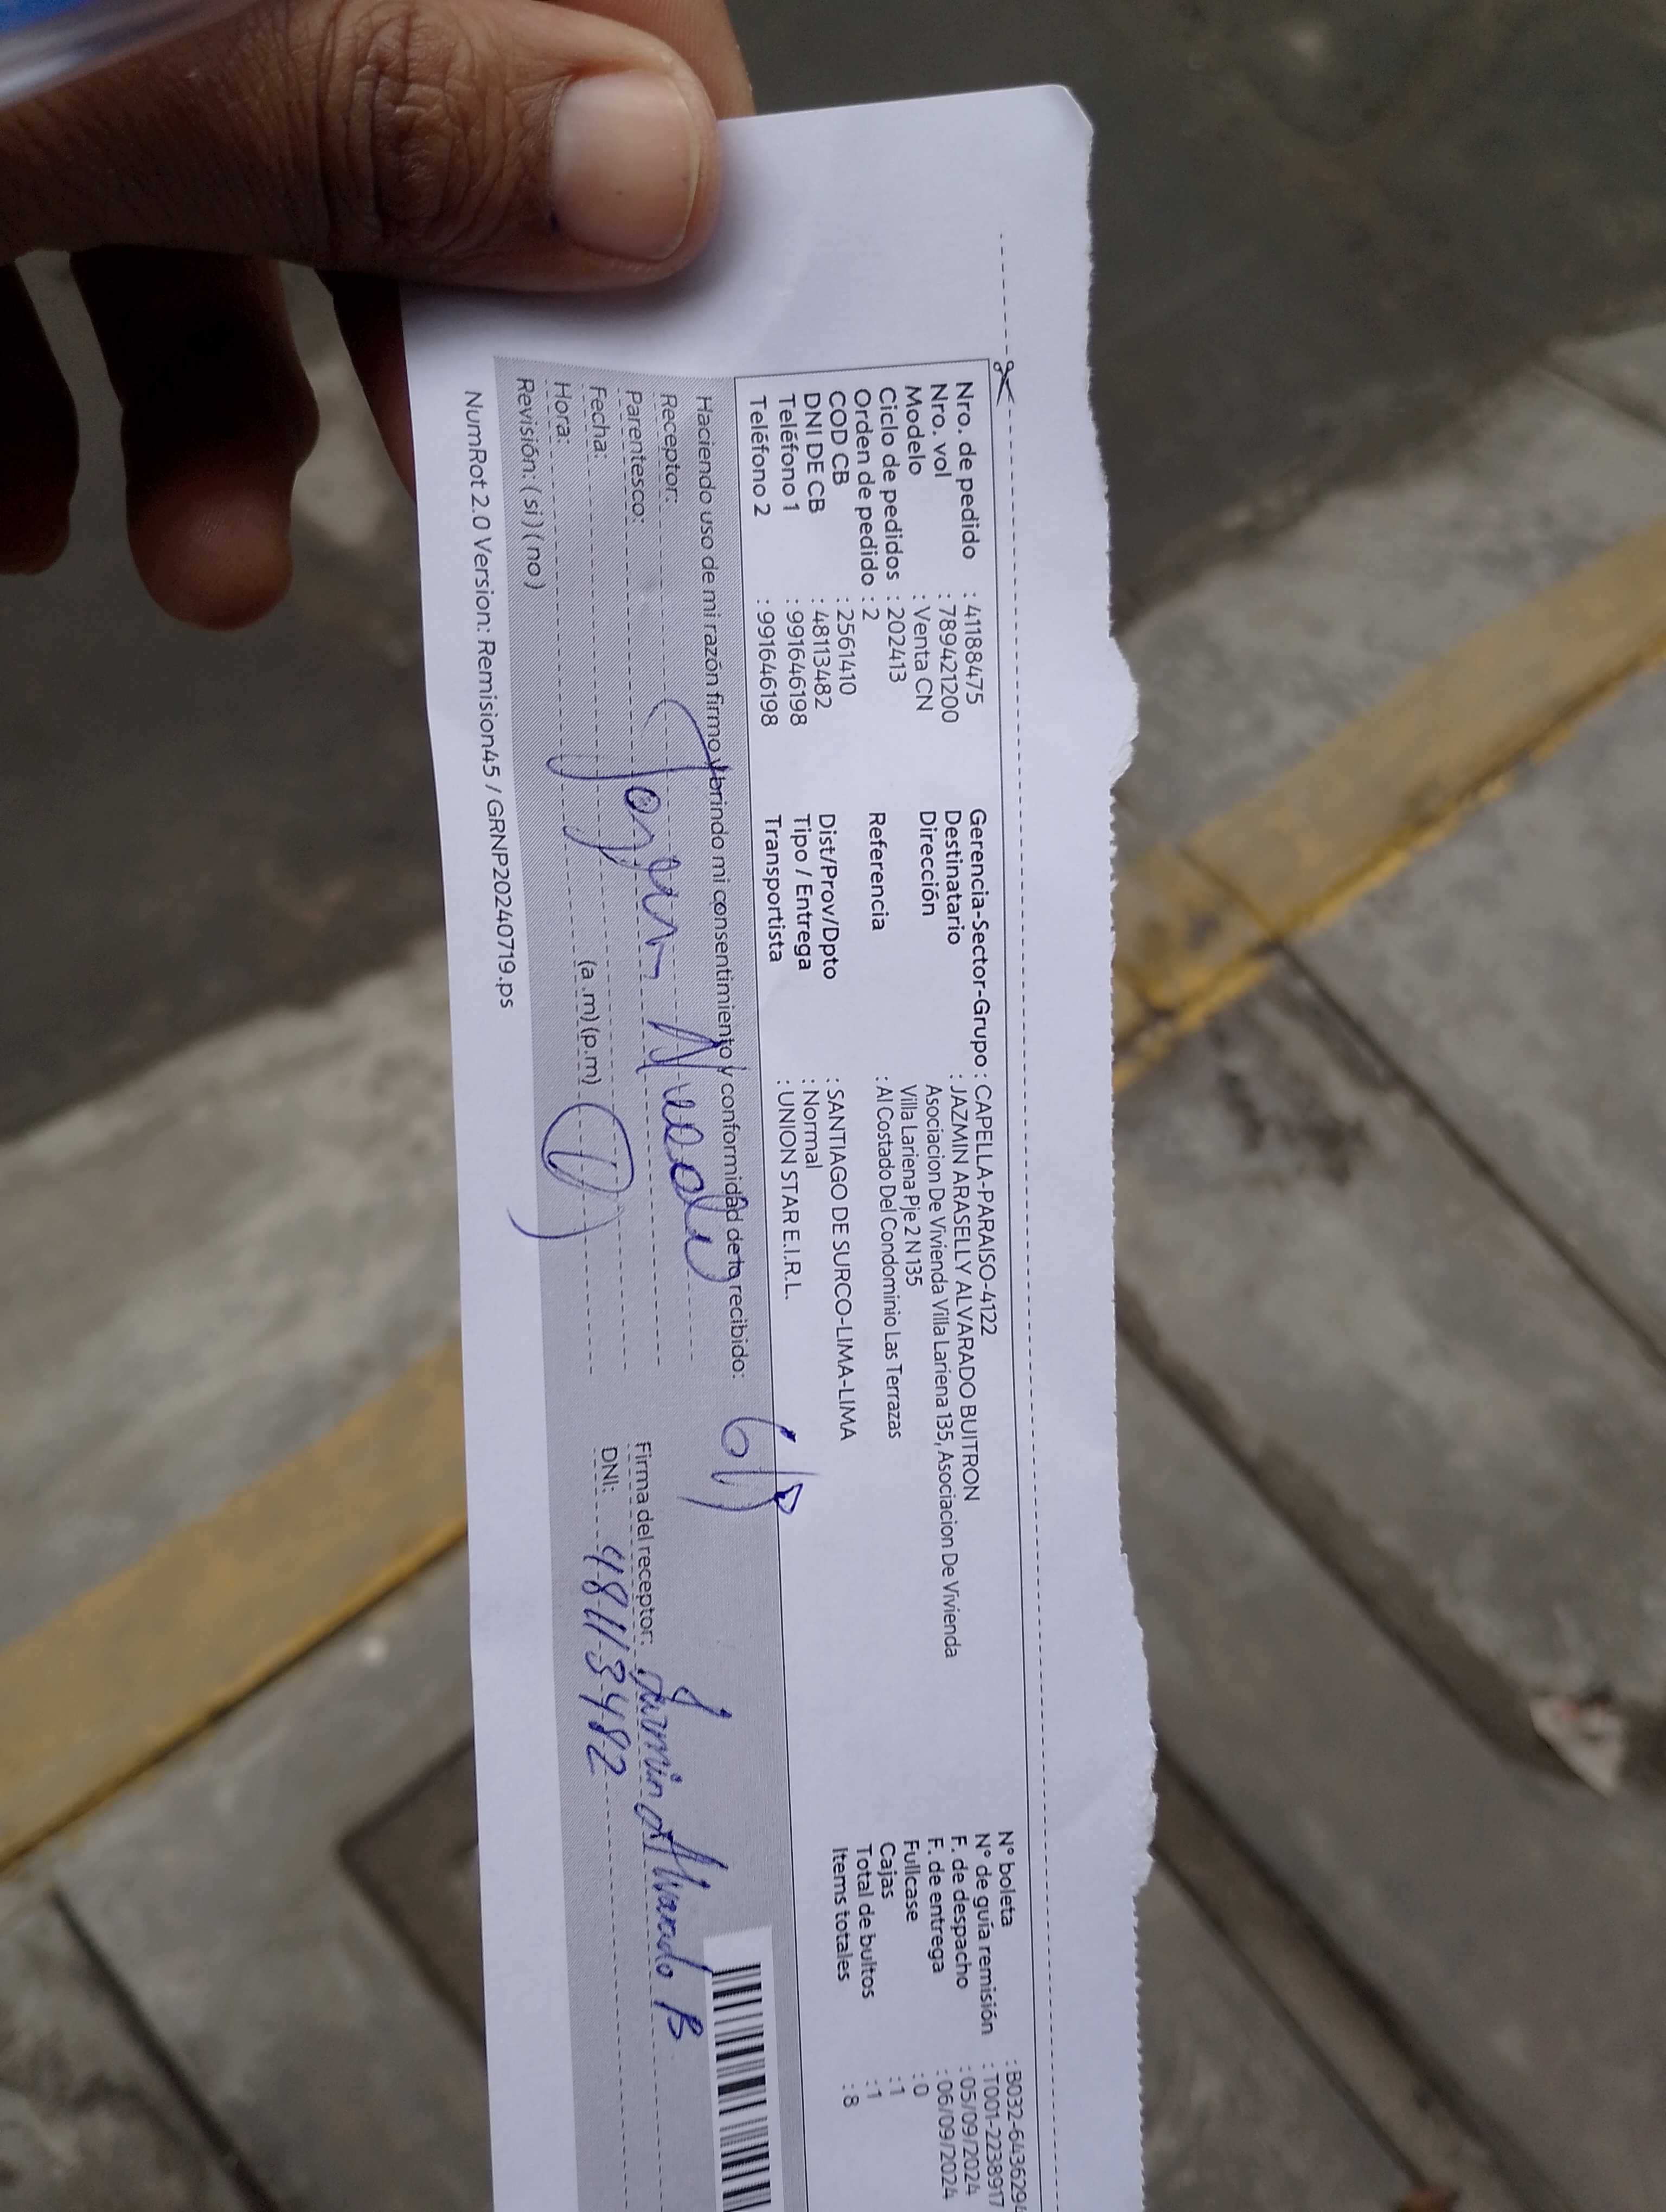 Nro. de pedido : 41188475
Nro. vol : 789421200
Modelo : Venta CN
Ciclo de pedidos : 202413
Orden de pedido : 2
COD CB : 2561410
DNI DE CB : 48113482
Teléfono 1 : 991646198
Teléfono 2 : 991646198
Gerencia-Sector-Grupo : CAPELLA-PARAISO-4122
Destinatario : JAZMIN ARASELLY ALVARADO BUITRON
Dirección Asociacion De Vivienda Villa Lariena 135, Asociacion De Vivienda
Villa Lariena Pje 2 N 135
Referencia : Al Costado Del Condominio Las Terrazas
Dist/Prov/Dpto : SANTIAGO DE SURCO-LIMA-LIMA
Tipo / Entrega : Normal
Transportista : UNION STAR E.I.R.L.
N° boleta : B032-6436294
N° de guía remisión : T001-2238917
F. de despacho : 05/09/2024
F. de entrega : 06/09/2024
Fullcase : 0
Cajas : 1
Total de bultos : 1
Items totales : 8
Haciendo uso de mi razón firmo y brindo mi consentimiento y conformidad de lo recibido:
Receptor:
Parentesco:
Fecha:
Hora: (a.m) (p.m)
Revisión: ( si ) ( no )
Firma del receptor: Jazmin Alvarado B
DNI: 48113482
NumRot 2.0 Version: Remision45 / GRNP20240719.ps